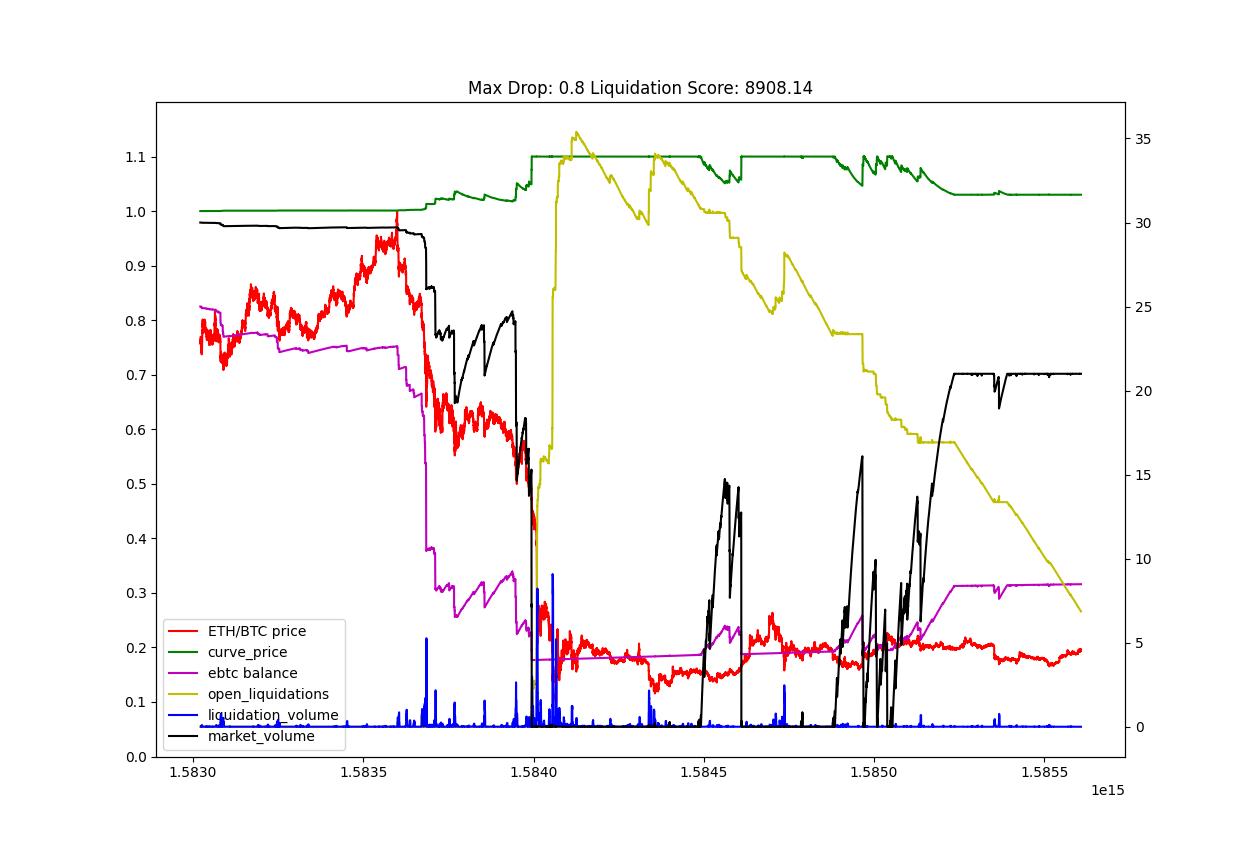 Max Drop: 0.8 Liquidation Score: 8908.14
1.1
1.0
0.9
0.8
0.7
0.6
0.5
0.4
0.3
0.2
0.1
0.0
35
30
25
20
15
10
5
0
ETH/BTC price
curve_price
ebtc balance
open_liquidations
liquidation_volume
market_volume
1.5830 1.5835 1.5840 1.5845 1.5850 1.5855
1e15